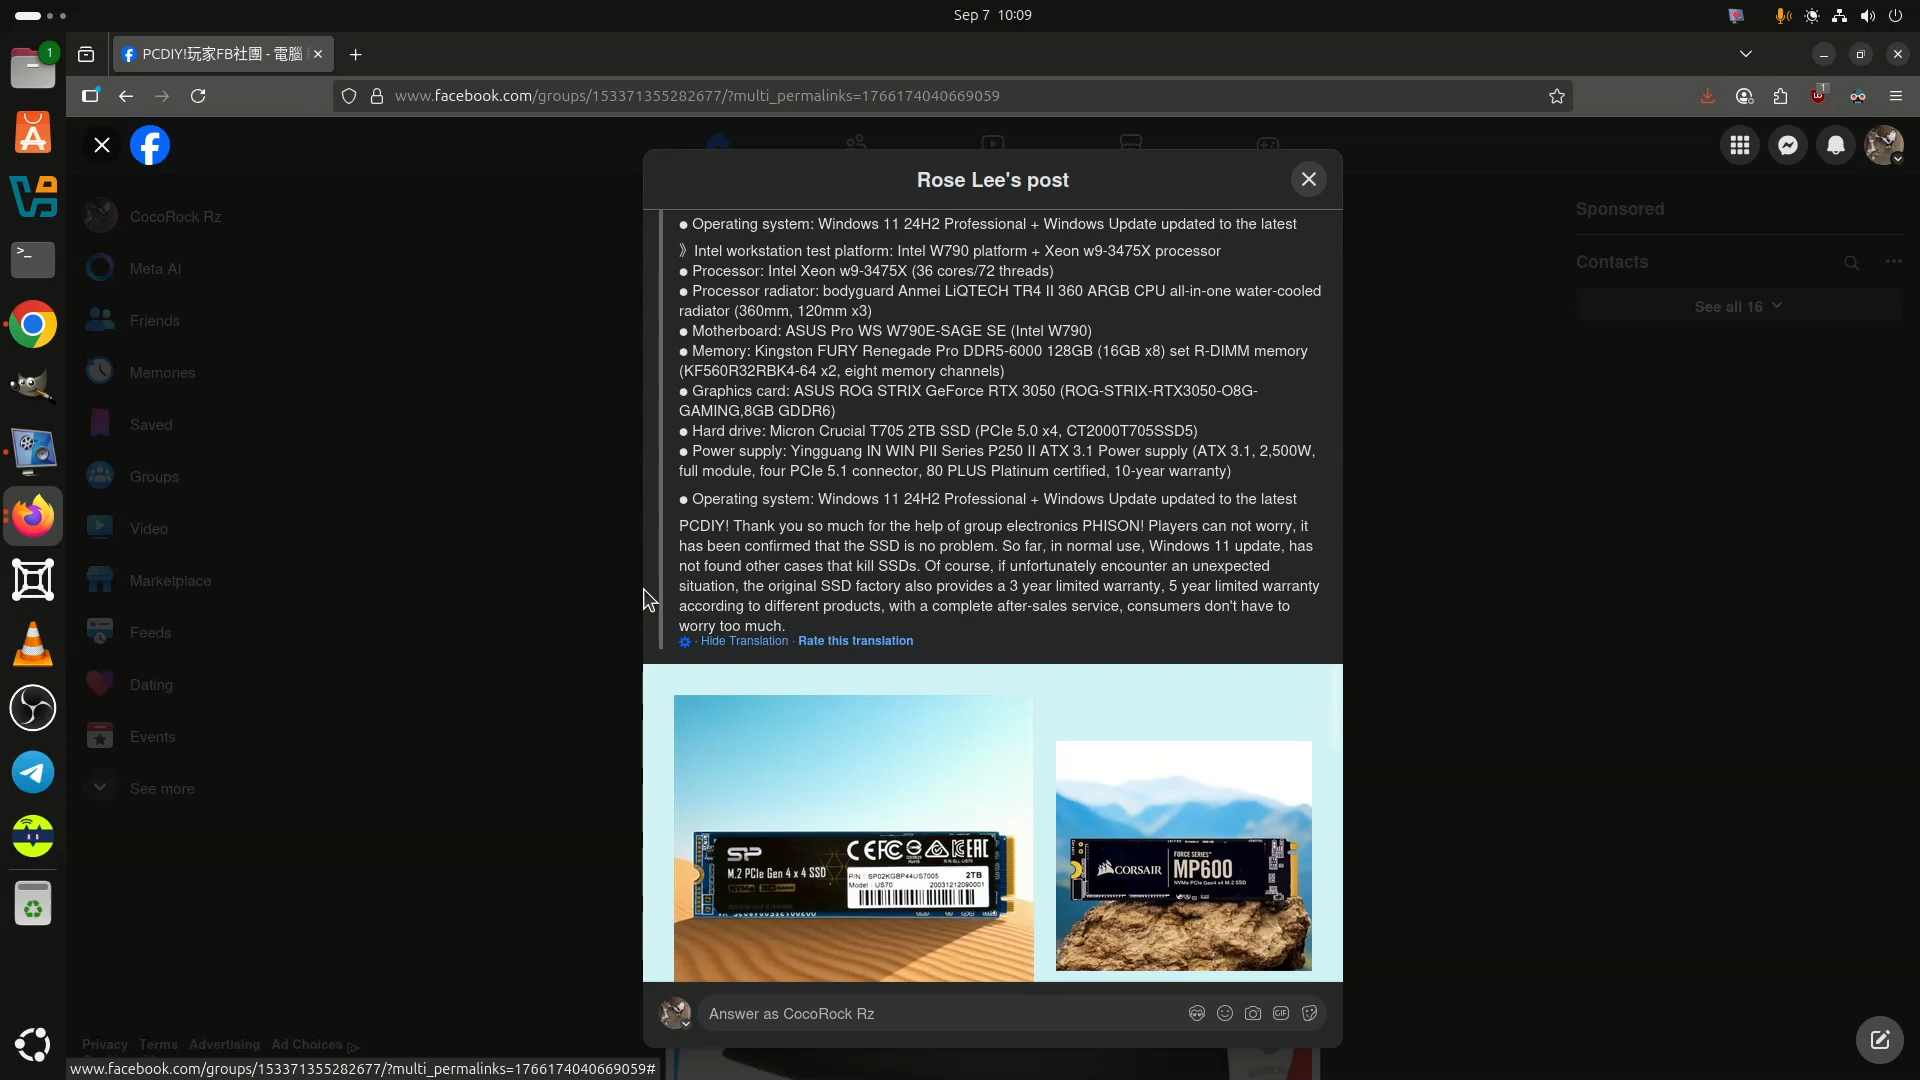 Sep 7 10:09
1
PCDIY!玩家FB社團 - 電腦
www.facebook.com/groups/153371355282677/?multi_permalinks=1766174040669059
1
Rose Lee's post
CocoRock Rz
Meta AI
Friends
Memories
Saved
Groups
Video
Marketplace
Feeds
Dating
Events
See more
Privacy · Terms · Advertising · Ad Choices
● Operating system: Windows 11 24H2 Professional + Windows Update updated to the latest
》Intel workstation test platform: Intel W790 platform + Xeon w9-3475X processor
● Processor: Intel Xeon w9-3475X (36 cores/72 threads)
● Processor radiator: bodyguard Anmei LiQTECH TR4 II 360 ARGB CPU all-in-one water-cooled
radiator (360mm, 120mm x3)
● Motherboard: ASUS Pro WS W790E-SAGE SE (Intel W790)
● Memory: Kingston FURY Renegade Pro DDR5-6000 128GB (16GB x8) set R-DIMM memory
(KF560R32RBK4-64 x2, eight memory channels)
● Graphics card: ASUS ROG STRIX GeForce RTX 3050 (ROG-STRIX-RTX3050-O8G-
GAMING,8GB GDDR6)
● Hard drive: Micron Crucial T705 2TB SSD (PCIe 5.0 x4, CT2000T705SSD5)
● Power supply: Yingguang IN WIN PII Series P250 II ATX 3.1 Power supply (ATX 3.1, 2,500W,
full module, four PCIe 5.1 connector, 80 PLUS Platinum certified, 10-year warranty)
● Operating system: Windows 11 24H2 Professional + Windows Update updated to the latest
PCDIY! Thank you so much for the help of group electronics PHISON! Players can not worry, it
has been confirmed that the SSD is no problem. So far, in normal use, Windows 11 update, has
not found other cases that kill SSDs. Of course, if unfortunately encounter an unexpected
situation, the original SSD factory also provides a 3 year limited warranty, 5 year limited warranty
according to different products, with a complete after-sales service, consumers don't have to
worry too much.
· Hide Translation · Rate this translation
SP
M.2 PCIe Gen 4 x 4 SSD
P/N : SP02KGBP44US7005 2TB
Model : US70 20031212090001
CORSAIR
FORCE SERIES
MP600
NVMe PCIe Gen4 x4 M.2 SSD
Answer as CocoRock Rz
GIF
Sponsored
Contacts
See all 16
www.facebook.com/groups/153371355282677/?multi_permalinks=1766174040669059#